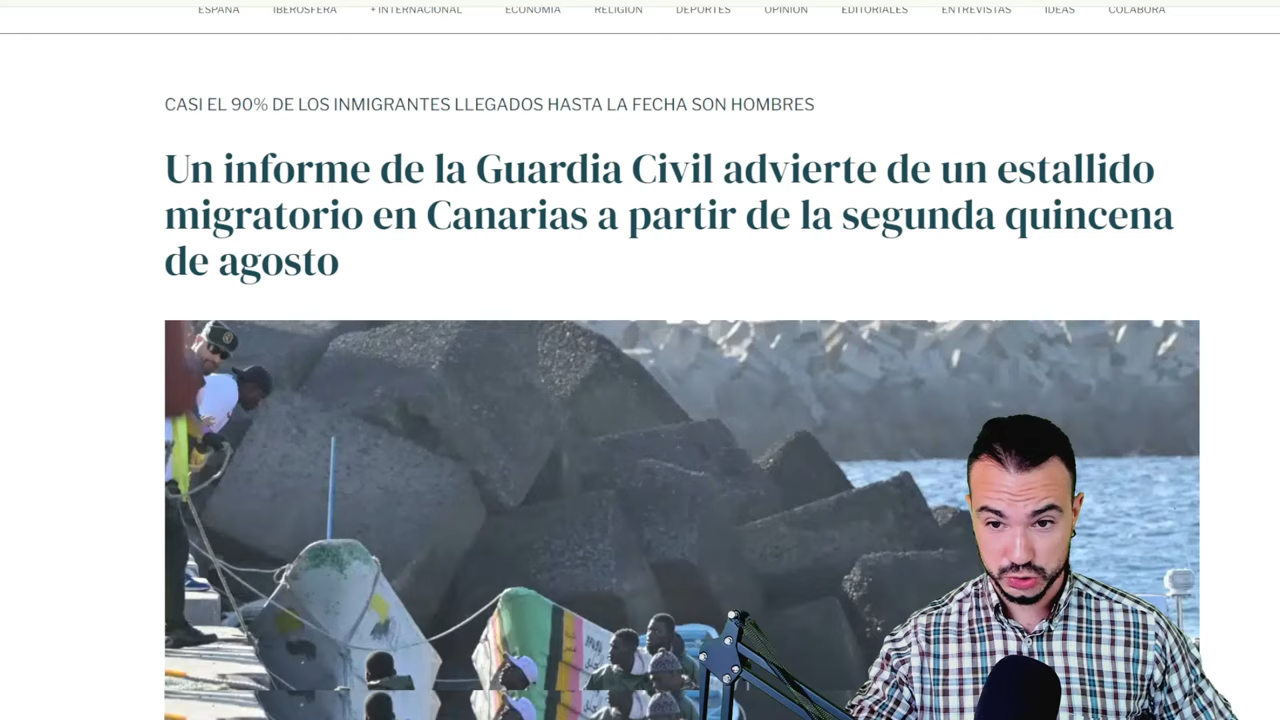 ESPAÑA IBEROSFERA + INTERNACIONAL ECONOMÍA RELIGIÓN DEPORTES OPINIÓN EDITORIALES ENTREVISTAS IDEAS COLABORA
CASI EL 90% DE LOS INMIGRANTES LLEGADOS HASTA LA FECHA SON HOMBRES
Un informe de la Guardia Civil advierte de un estallido
migratorio en Canarias a partir de la segunda quincena
de agosto